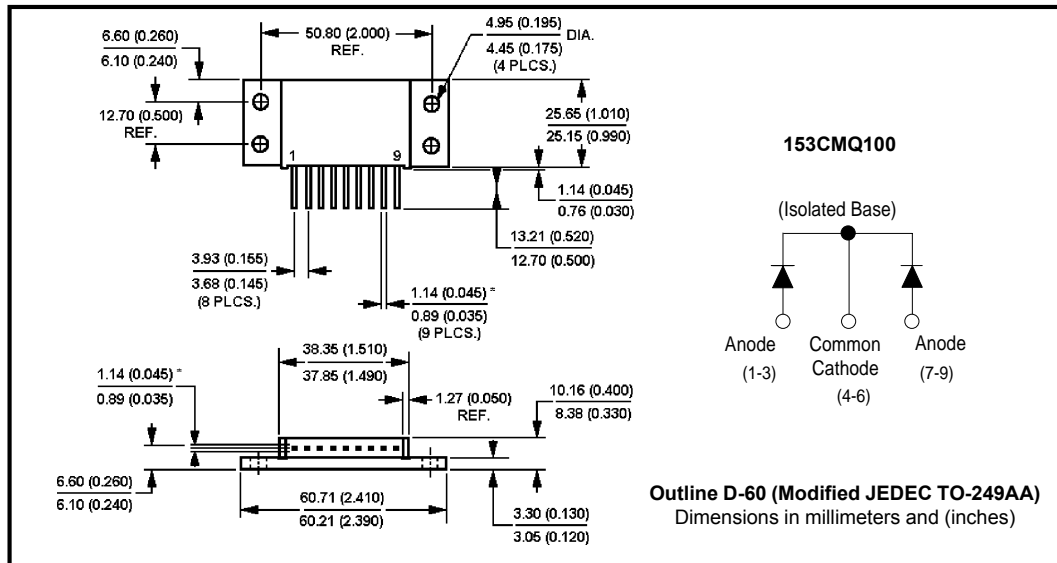 6.60 (0.260)
6.10 (0.240)
50.80 (2.000)
REF.
4.95 (0.195)
4.45 (0.175)
DIA.
(4 PLCS.)
12.70 (0.500)
REF.
25.65 (1.010)
25.15 (0.990)
1 9
1.14 (0.045)
0.76 (0.030)
13.21 (0.520)
12.70 (0.500)
3.93 (0.155)
3.68 (0.145)
(8 PLCS.)
1.14 (0.045) *
0.89 (0.035)
(9 PLCS.)
38.35 (1.510)
37.85 (1.490)
1.14 (0.045) *
0.89 (0.035)
1.27 (0.050)
REF.
10.16 (0.400)
8.38 (0.330)
6.60 (0.260)
6.10 (0.240)
60.71 (2.410)
60.21 (2.390)
3.30 (0.130)
3.05 (0.120)
153CMQ100
(Isolated Base)
Anode
(1-3)
Common
Cathode
(4-6)
Anode
(7-9)
Outline D-60 (Modified JEDEC TO-249AA)
Dimensions in millimeters and (inches)